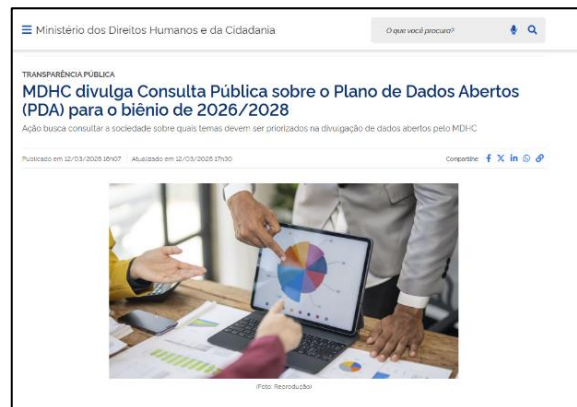 Ministério dos Direitos Humanos e da Cidadania
O que você procura?
TRANSPARÊNCIA PÚBLICA
MDHC divulga Consulta Pública sobre o Plano de Dados Abertos
(PDA) para o biênio de 2026/2028
Ação busca consultar a sociedade sobre quais temas devem ser priorizados na divulgação de dados abertos pelo MDHC
Publicado em 12/03/2026 16h07 Atualizado em 12/03/2026 17h30
Compartilhe
(Foto: Reprodução)